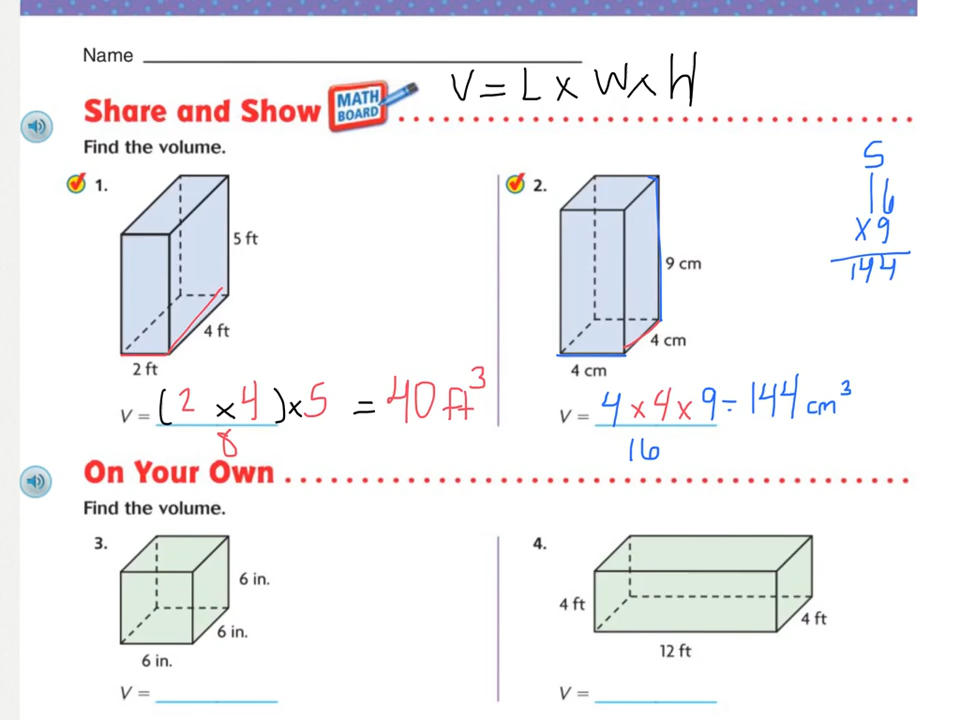 Name
V = L x W x H
Share and Show MATH BOARD
Find the volume.
5
16
x 9
144
1.
5 ft
4 ft
2 ft
V = (2 x 4) x 5 = 40 ft³
8
2.
9 cm
4 cm
4 cm
V = 4 x 4 x 9 = 144 cm³
16
On Your Own
Find the volume.
3.
6 in.
6 in.
6 in.
V =
4.
4 ft
4 ft
12 ft
V =